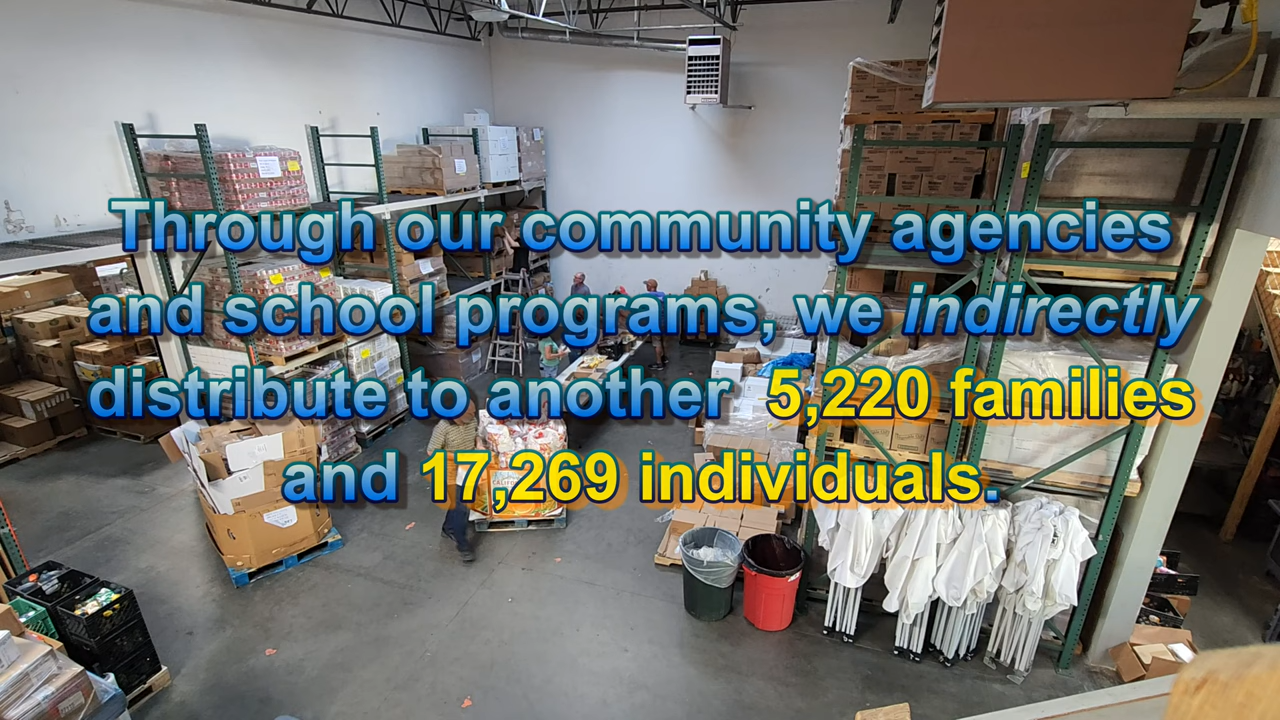 Through our community agencies
and school programs, we indirectly
distribute to another 5,220 families
and 17,269 individuals.